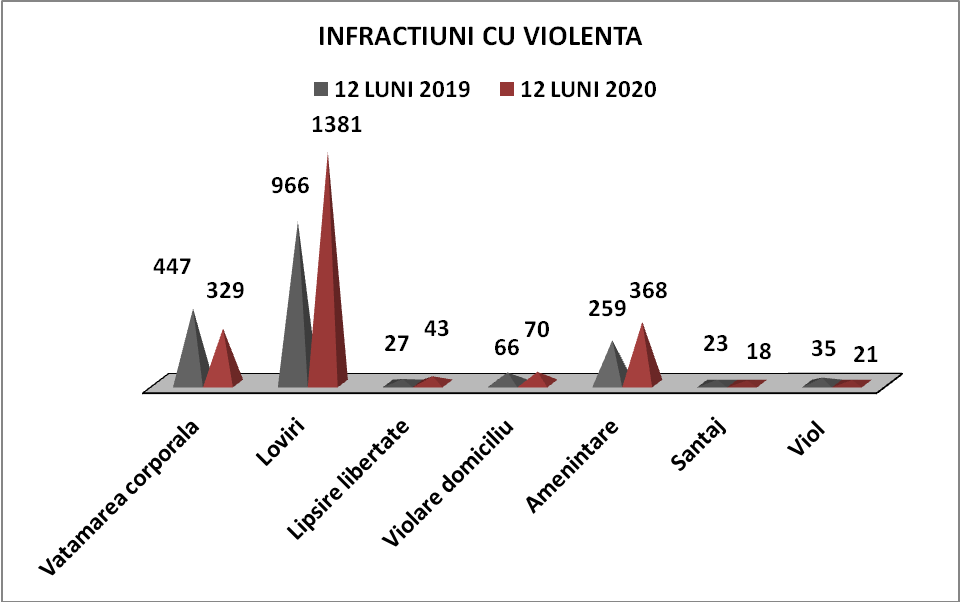 INFRACTIUNI CU VIOLENTA
12 LUNI 2019
12 LUNI 2020
447
329
966
1381
27
43
66
70
259
368
23
18
35
21
Vatamarea corporala
Loviri
Lipsire libertate
Violare domiciliu
Amenintare
Santaj
Viol